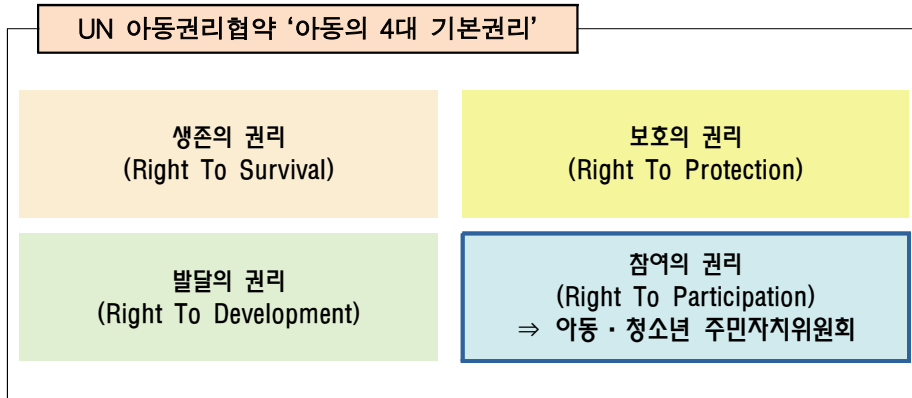 UN 아동권리협약 ‘아동의 4대 기본권리’
생존의 권리
(Right To Survival)
보호의 권리
(Right To Protection)
발달의 권리
(Right To Development)
참여의 권리
(Right To Participation)
⇒ 아동·청소년 주민자치위원회